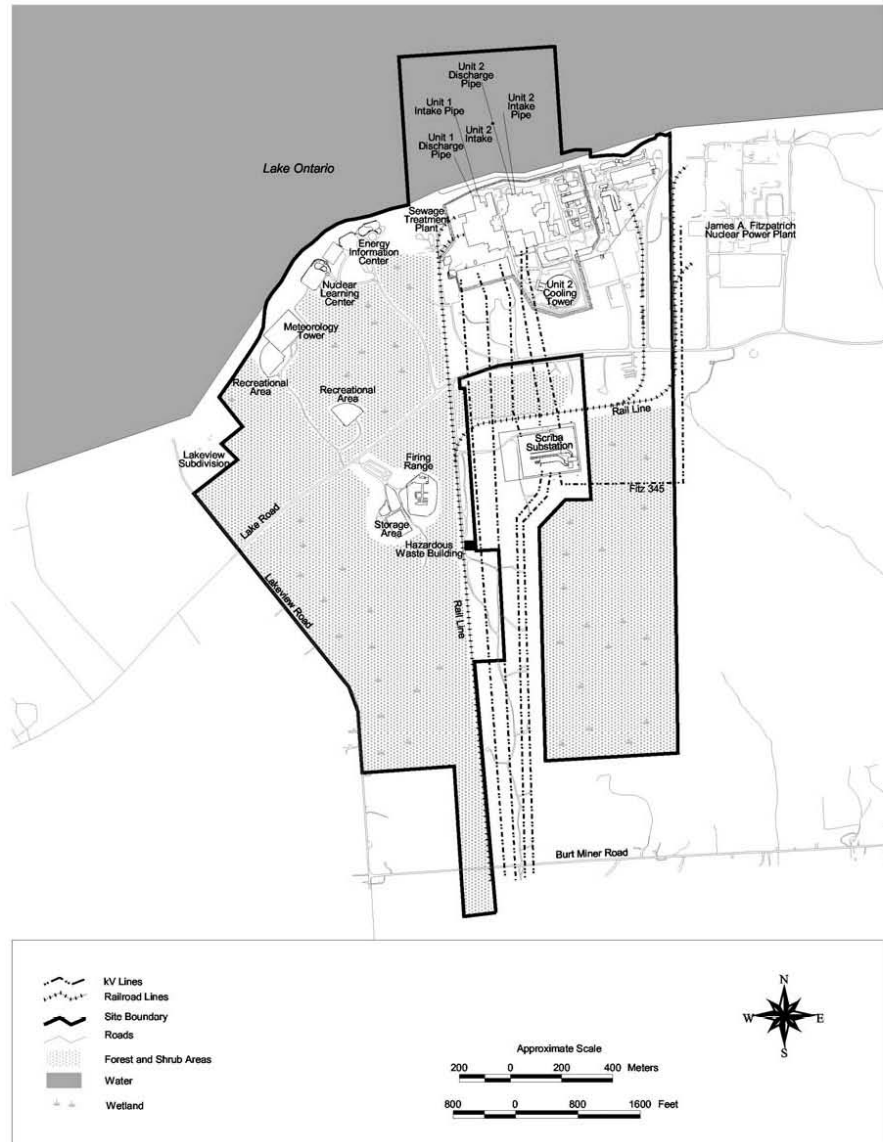 Unit 2
Discharge
Pipe
Unit 1
Intake Pipe
Unit 2
Intake
Pipe
Unit 1
Discharge
Pipe
Unit 2
Intake
Lake Ontario
Sewage
Treatment
Plant
Energy
Information
Center
James A. Fitzpatrich
Nuclear Power Plant
Nuclear
Learning
Center
Unit 2
Cooling
Tower
Meteorology
Tower
Recreational
Area
Recreational
Area
Rail Line
Scriba
Substation
Lakeview
Subdivision
Firing
Range
Fitz 345
Storage
Area
Lake Road
Hazardous
Waste Building
Lakeview Road
Rail Line
Burt Miner Road
kV Lines
Railroad Lines
Site Boundary
Roads
Forest and Shrub Areas
Water
Wetland
Approximate Scale
200 0 200 400 Meters
800 0 800 1600 Feet
N
W E
S